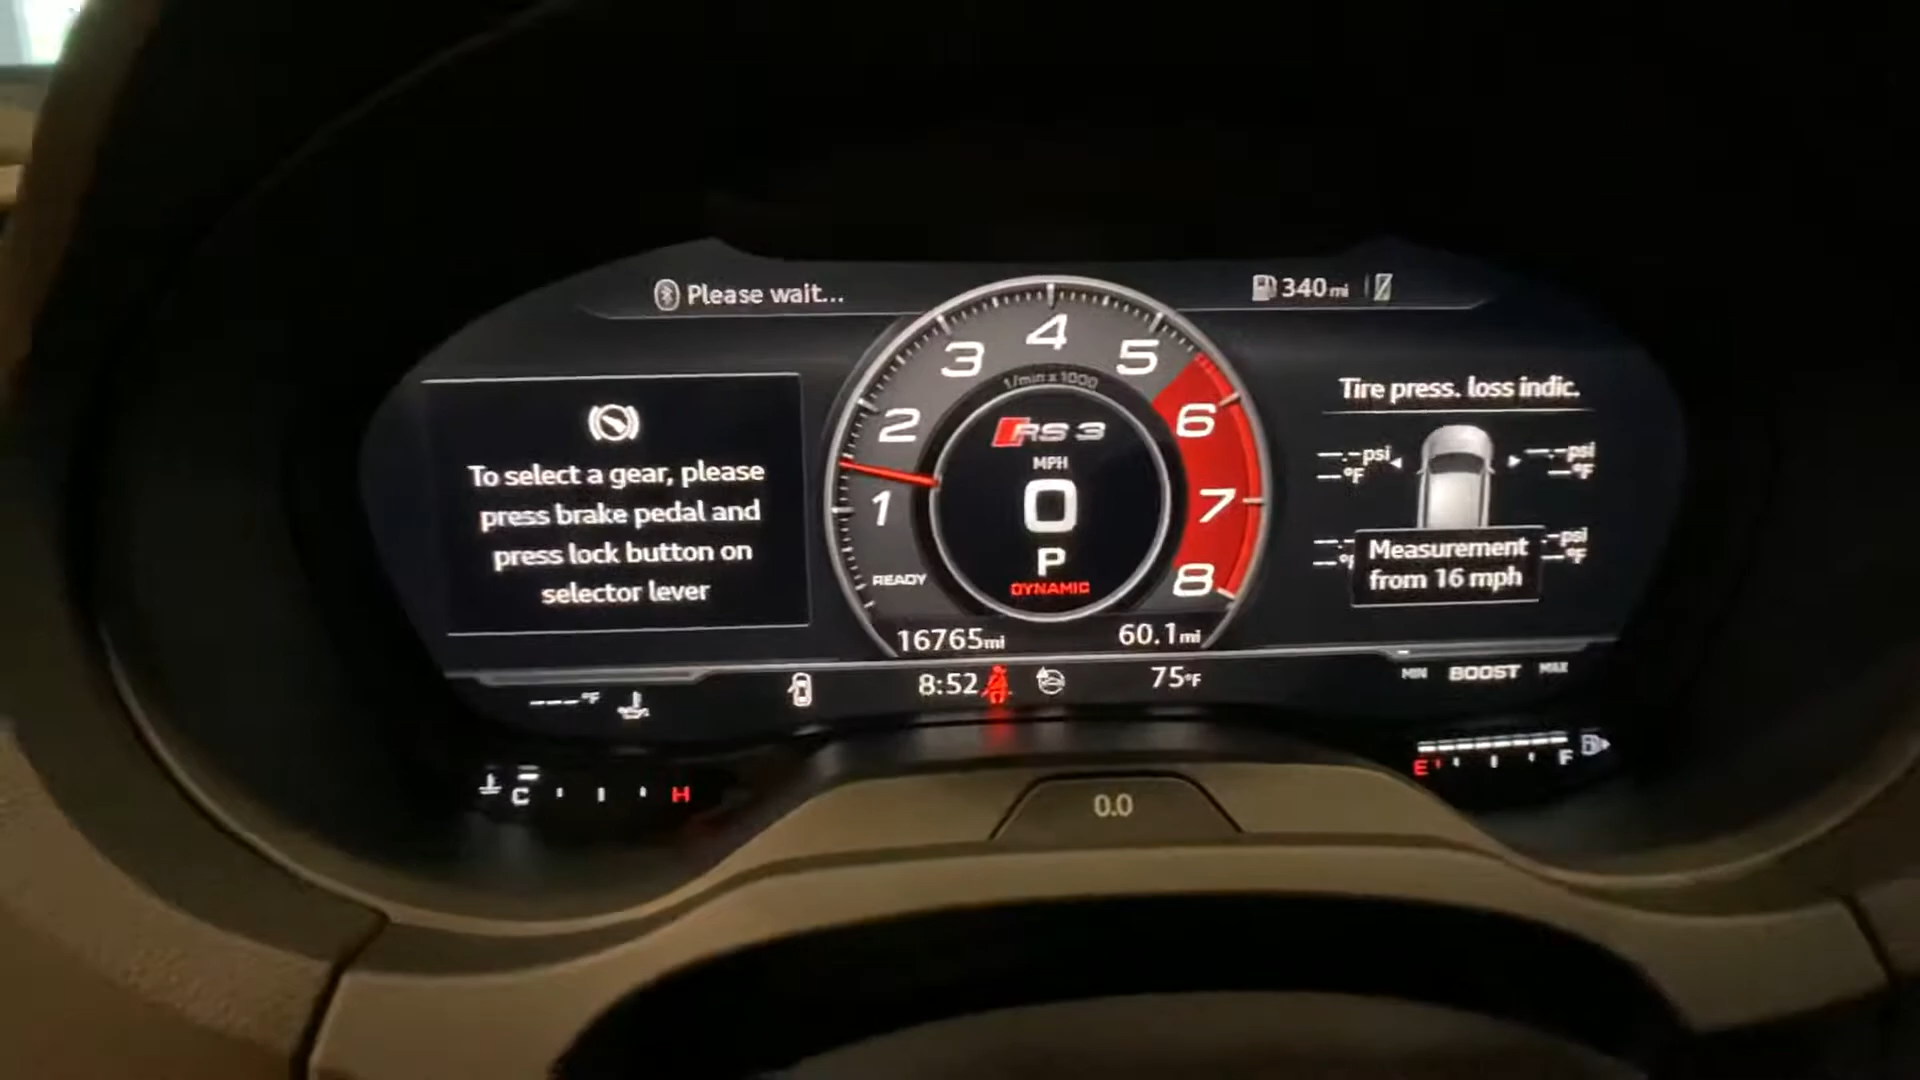 Please wait...
340 mi
To select a gear, please
press brake pedal and
press lock button on
selector lever
1
2
3
4
5
6
7
8
1/min x 1000
RS 3
MPH
0
P
DYNAMIC
READY
16765 mi
60.1 mi
Tire press. loss indic.
--.- psi
-- °F
--.- psi
-- °F
Measurement
from 16 mph
-psi
°F
---°F
8:52
75°F
MIN BOOST MAX
C H
E F
0.0